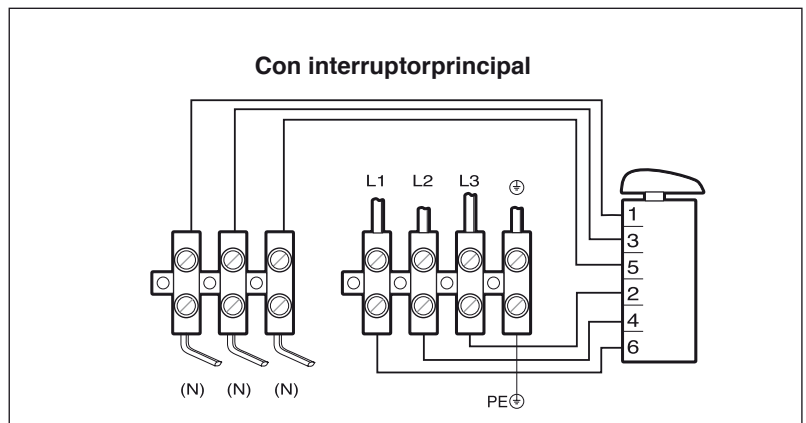 Con interruptorprincipal
L1 L2 L3
1
3
5
2
4
6
(N) (N) (N)
PE